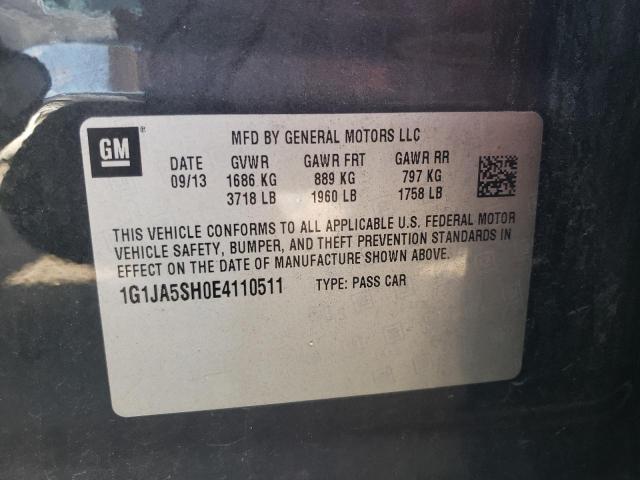 GM®
MFD BY GENERAL MOTORS LLC
DATE GVWR GAWR FRT GAWR RR
09/13 1686 KG 889 KG 797 KG
3718 LB 1960 LB 1758 LB
THIS VEHICLE CONFORMS TO ALL APPLICABLE U.S. FEDERAL MOTOR
VEHICLE SAFETY, BUMPER, AND THEFT PREVENTION STANDARDS IN
EFFECT ON THE DATE OF MANUFACTURE SHOWN ABOVE.
1G1JA5SH0E4110511 TYPE: PASS CAR